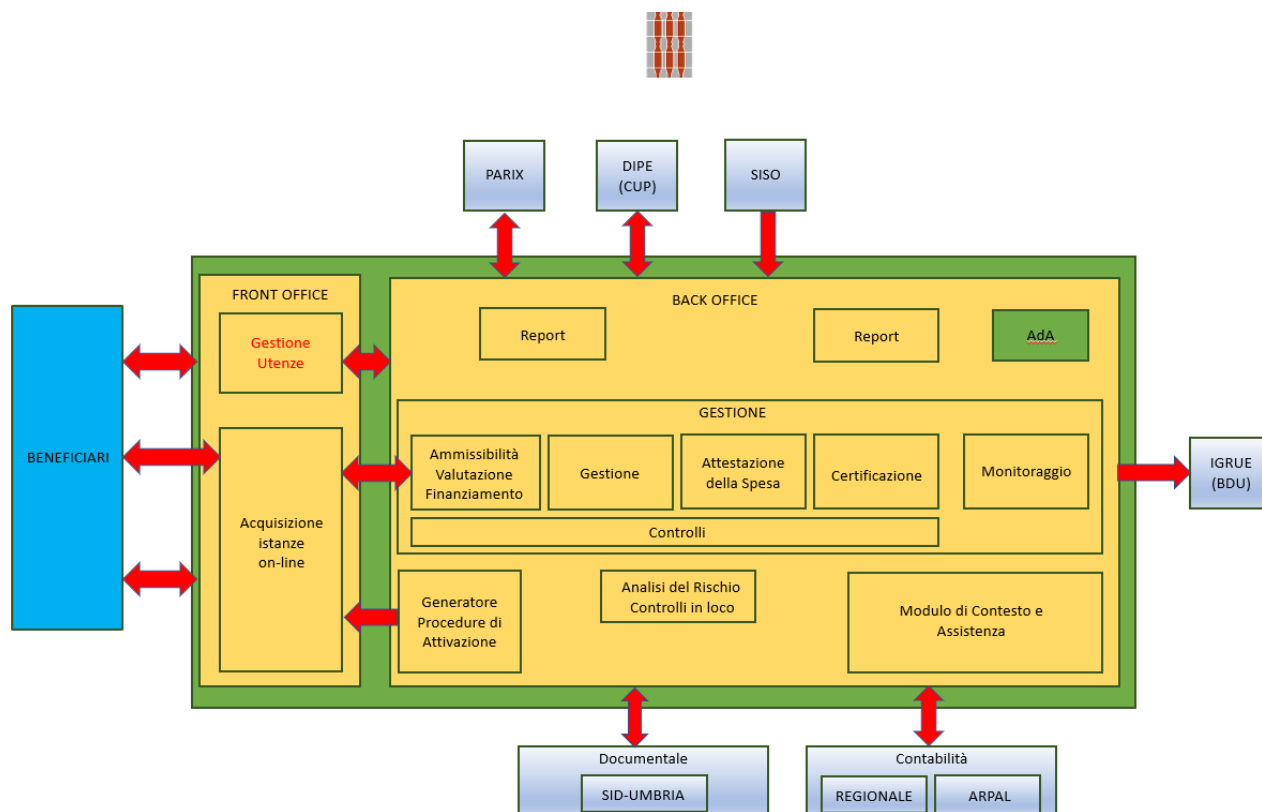 PARIX
DIPE
(CUP)
SISO
FRONT OFFICE
BACK OFFICE
Gestione
Utenze
Report
Report
AdA
BENEFICIARI
GESTIONE
Ammissibilità
Valutazione
Finanziamento
Gestione
Attestazione
della Spesa
Certificazione
Monitoraggio
IGRUE
(BDU)
Controlli
Acquisizione
istanze
on-line
Generatore
Procedure di
Attivazione
Analisi del Rischio
Controlli in loco
Modulo di Contesto e
Assistenza
Documentale
SID-UMBRIA
Contabilità
REGIONALE
ARPAL